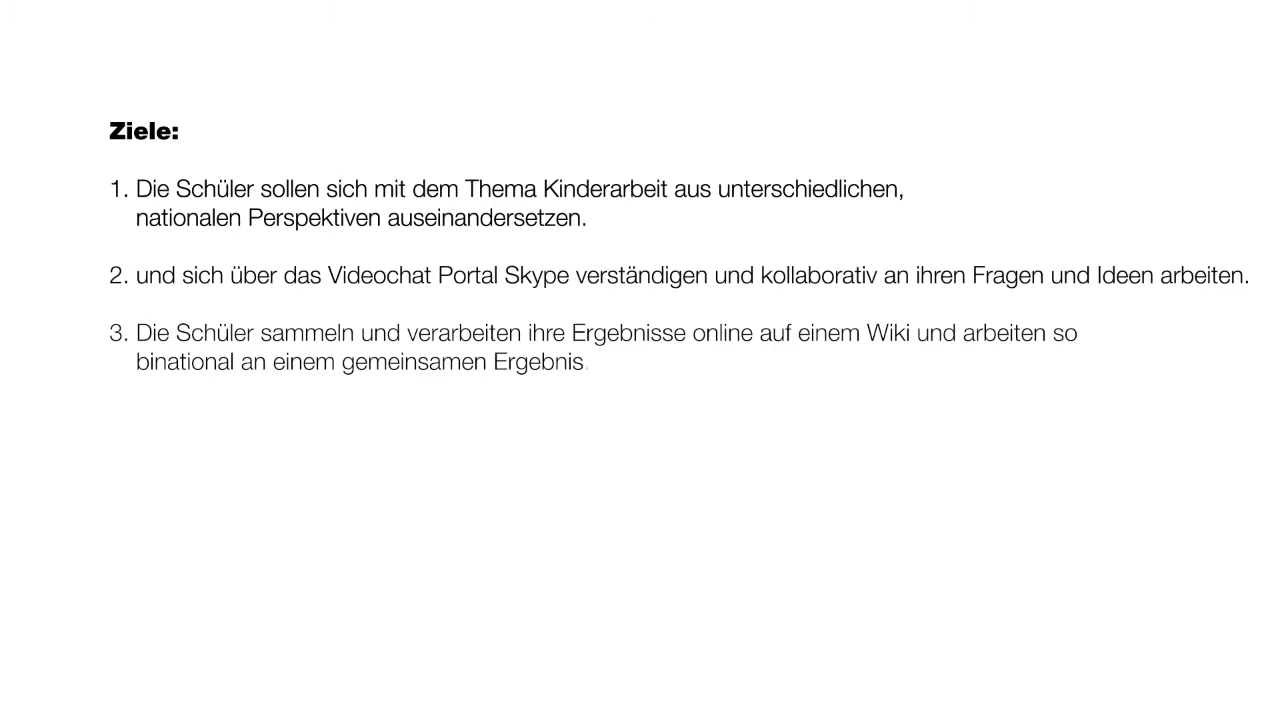 Ziele:
1. Die Schüler sollen sich mit dem Thema Kinderarbeit aus unterschiedlichen,
nationalen Perspektiven auseinandersetzen.
2. und sich über das Videochat Portal Skype verständigen und kollaborativ an ihren Fragen und Ideen arbeiten.
3. Die Schüler sammeln und verarbeiten ihre Ergebnisse online auf einem Wiki und arbeiten so
binational an einem gemeinsamen Ergebnis.